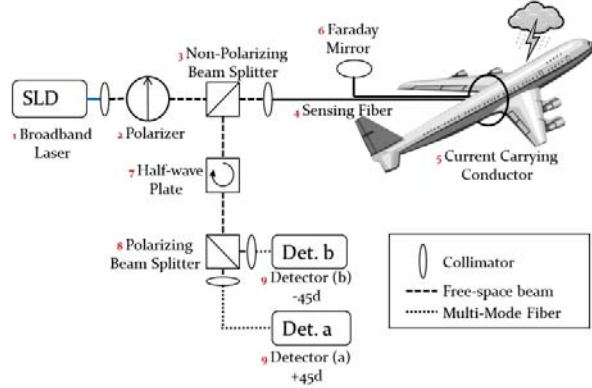 6 Faraday
Mirror
3 Non-Polarizing
Beam Splitter
SLD
1 Broadband
Laser
2 Polarizer
4 Sensing Fiber
5 Current Carrying
Conductor
7 Half-wave
Plate
8 Polarizing
Beam Splitter
Det. b
9 Detector (b)
-45d
Det. a
9 Detector (a)
+45d
Collimator
Free-space beam
Multi-Mode Fiber